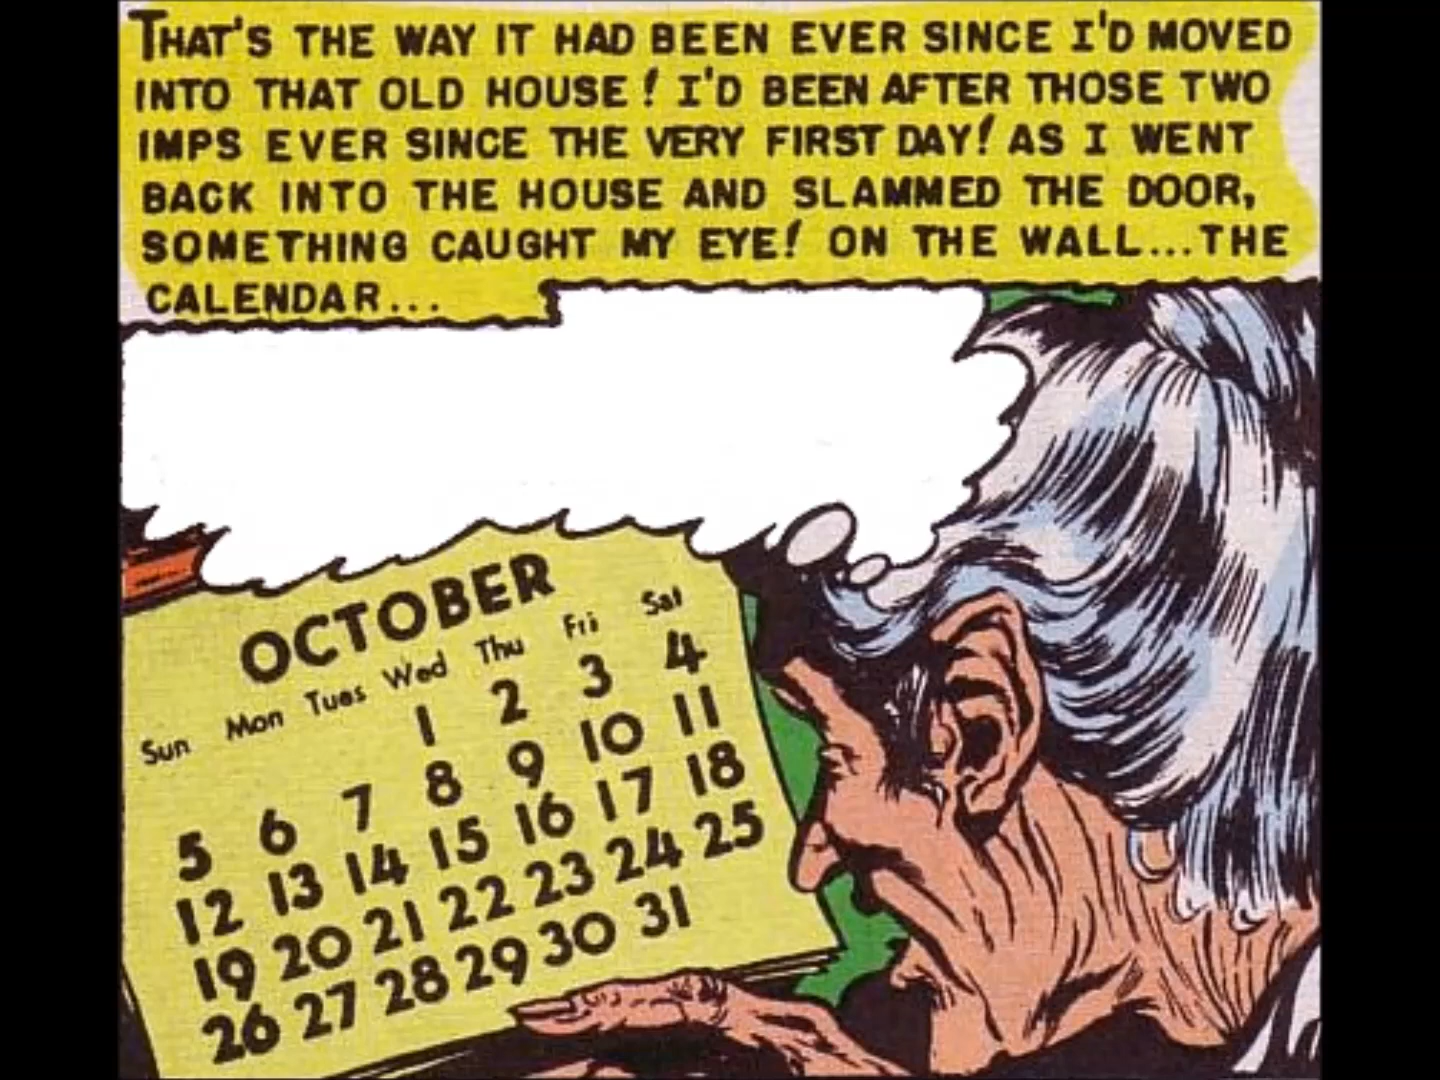 THAT'S THE WAY IT HAD BEEN EVER SINCE I'D MOVED
INTO THAT OLD HOUSE! I'D BEEN AFTER THOSE TWO
IMPS EVER SINCE THE VERY FIRST DAY! AS I WENT
BACK INTO THE HOUSE AND SLAMMED THE DOOR,
SOMETHING CAUGHT MY EYE! ON THE WALL...THE
CALENDAR...
OCTOBER
Sun Mon Tues Wed Thu Fri Sat
1 2 3 4
5 6 7 8 9 10 11
12 13 14 15 16 17 18
19 20 21 22 23 24 25
26 27 28 29 30 31